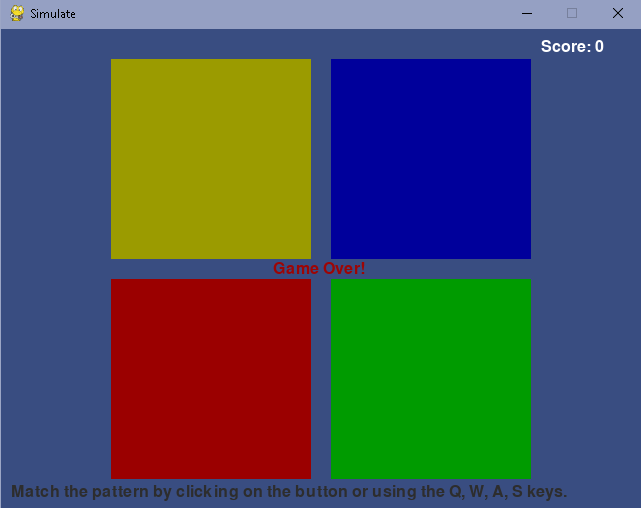 Simulate
Score: 0
Game Over!
Match the pattern by clicking on the button or using the Q, W, A, S keys.